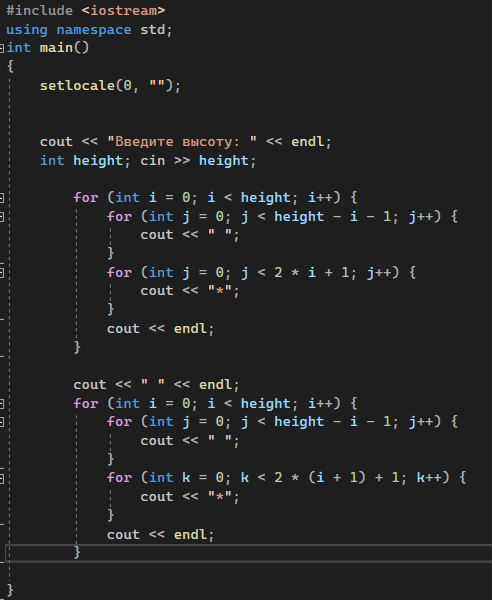 #include <iostream>
using namespace std;
int main()
{
    setlocale(0, "");


    cout << "Введите высоту: " << endl;
    int height; cin >> height;

        for (int i = 0; i < height; i++) {
            for (int j = 0; j < height - i - 1; j++) {
                cout << " ";
            }
            for (int j = 0; j < 2 * i + 1; j++) {
                cout << "*";
            }
            cout << endl;
        }

        cout << " " << endl;
        for (int i = 0; i < height; i++) {
            for (int j = 0; j < height - i - 1; j++) {
                cout << " ";
            }
            for (int k = 0; k < 2 * (i + 1) + 1; k++) {
                cout << "*";
            }
            cout << endl;
        }

}